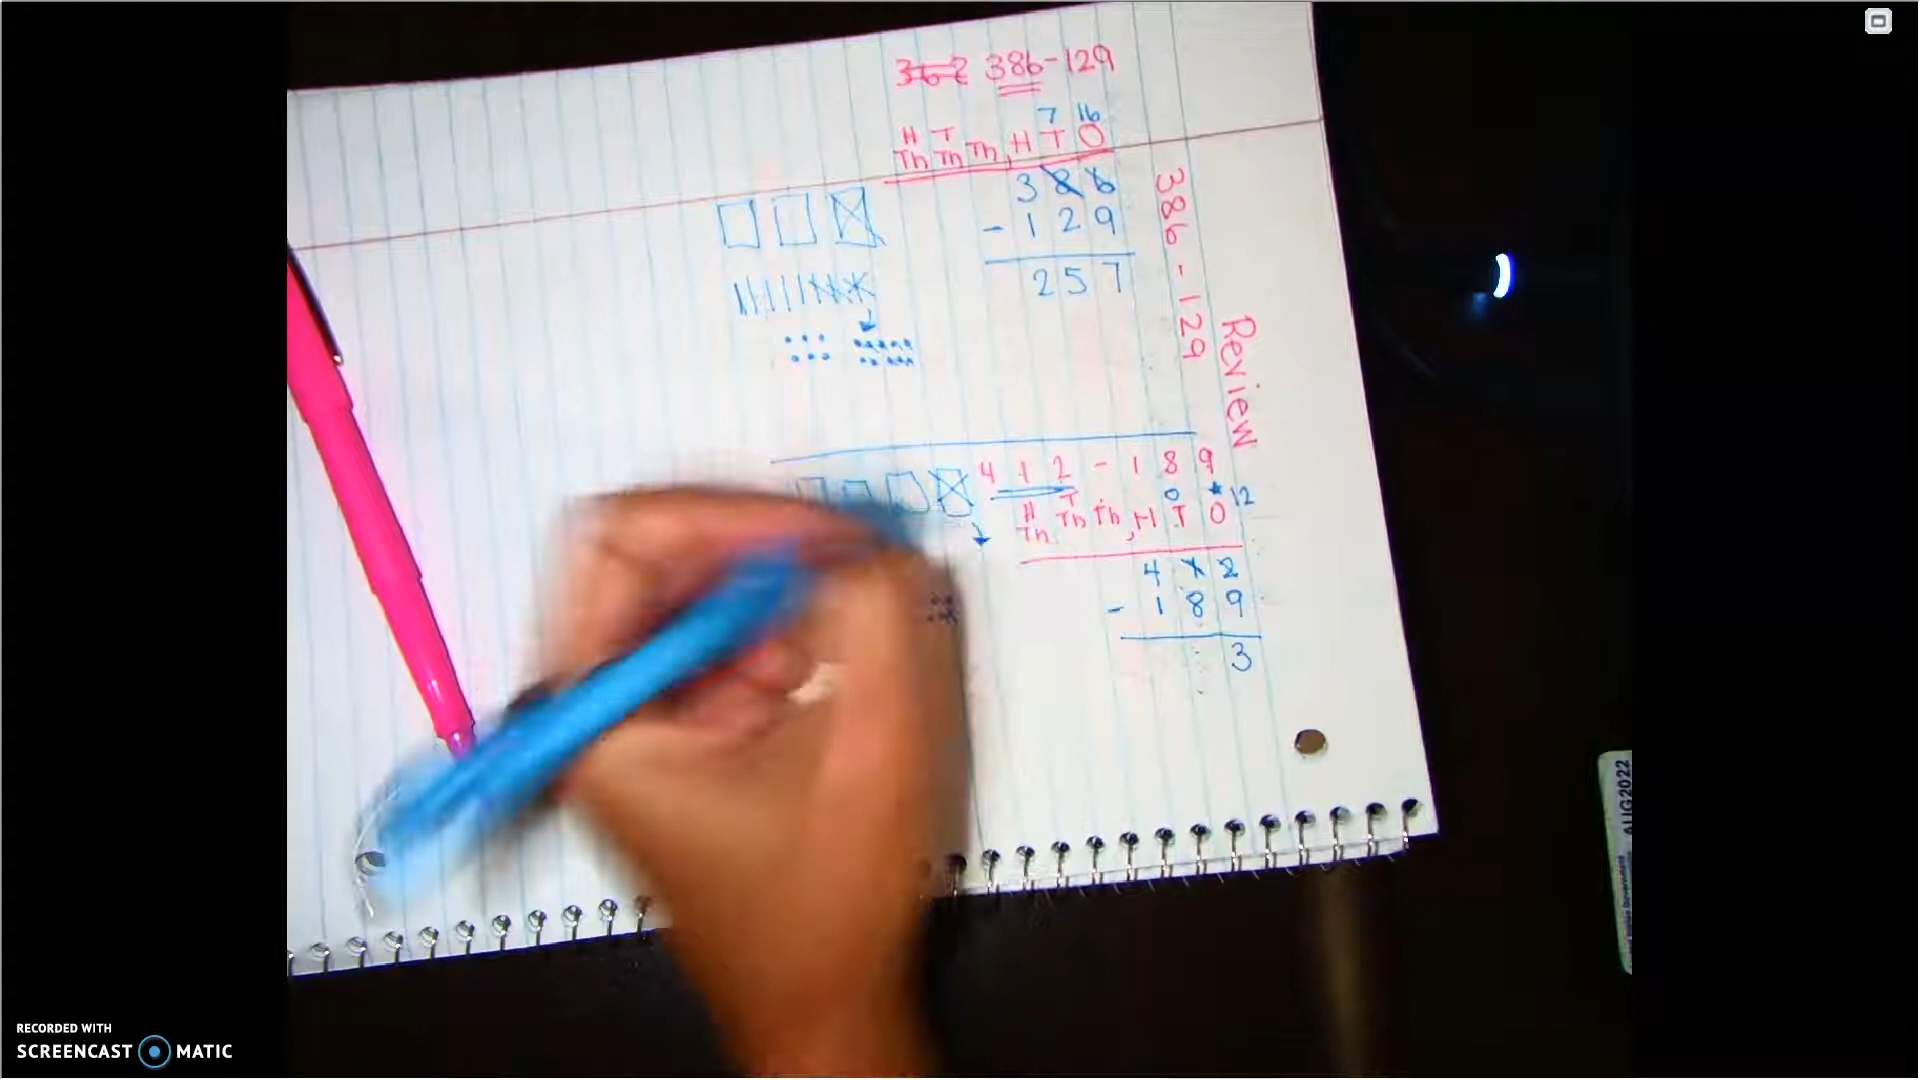 362 386-129
7 16
H T
Th Th Th, H T O
3 8 6
- 1 2 9
2 5 7
386 - 129
Review
4 1 2 - 1 8 9
0 12
H T
Th Th Th, H T O
4 1 2
- 1 8 9
3
AUG2022
RECORDED WITH
SCREENCAST MATIC